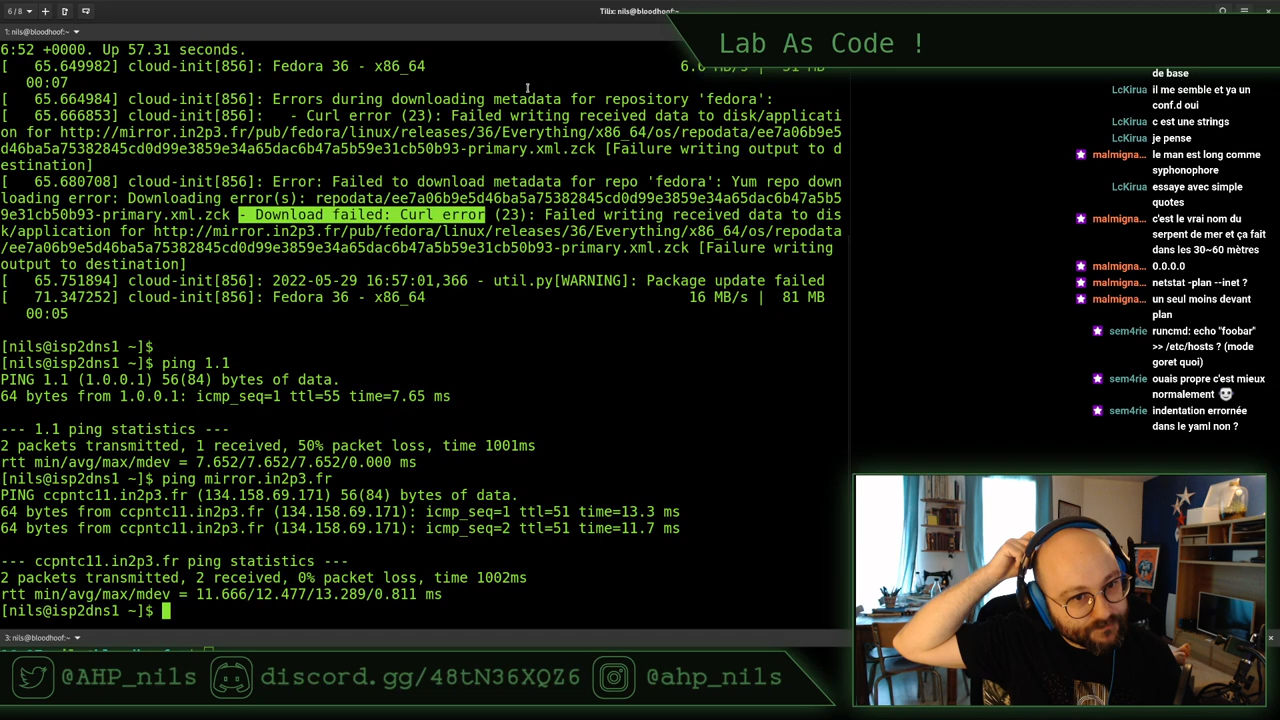 6 / 8
Tilix: nils@bloodhoof:~
1: nils@bloodhoof:~
Lab As Code !
6:52 +0000. Up 57.31 seconds.
[   65.649982] cloud-init[856]: Fedora 36 - x86_64
00:07
[   65.664984] cloud-init[856]: Errors during downloading metadata for repository 'fedora':
[   65.666853] cloud-init[856]:   - Curl error (23): Failed writing received data to disk/applicati
on for http://mirror.in2p3.fr/pub/fedora/linux/releases/36/Everything/x86_64/os/repodata/ee7a06b9e5
d46ba5a75382845cd0d99e3859e34a65dac6b47a5b59e31cb50b93-primary.xml.zck [Failure writing output to d
estination]
[   65.680708] cloud-init[856]: Error: Failed to download metadata for repo 'fedora': Yum repo down
loading error: Downloading error(s): repodata/ee7a06b9e5d46ba5a75382845cd0d99e3859e34a65dac6b47a5b5
9e31cb50b93-primary.xml.zck - Download failed: Curl error (23): Failed writing received data to dis
k/application for http://mirror.in2p3.fr/pub/fedora/linux/releases/36/Everything/x86_64/os/repodata
/ee7a06b9e5d46ba5a75382845cd0d99e3859e34a65dac6b47a5b59e31cb50b93-primary.xml.zck [Failure writing
output to destination]
[   65.751894] cloud-init[856]: 2022-05-29 16:57:01,366 - util.py[WARNING]: Package update failed
[   71.347252] cloud-init[856]: Fedora 36 - x86_64                               16 MB/s |  81 MB
00:05
[nils@isp2dns1 ~]$
[nils@isp2dns1 ~]$ ping 1.1
PING 1.1 (1.0.0.1) 56(84) bytes of data.
64 bytes from 1.0.0.1: icmp_seq=1 ttl=55 time=7.65 ms
--- 1.1 ping statistics ---
2 packets transmitted, 1 received, 50% packet loss, time 1001ms
rtt min/avg/max/mdev = 7.652/7.652/7.652/0.000 ms
[nils@isp2dns1 ~]$ ping mirror.in2p3.fr
PING ccpntc11.in2p3.fr (134.158.69.171) 56(84) bytes of data.
64 bytes from ccpntc11.in2p3.fr (134.158.69.171): icmp_seq=1 ttl=51 time=13.3 ms
64 bytes from ccpntc11.in2p3.fr (134.158.69.171): icmp_seq=2 ttl=51 time=11.7 ms
--- ccpntc11.in2p3.fr ping statistics ---
2 packets transmitted, 2 received, 0% packet loss, time 1002ms
rtt min/avg/max/mdev = 11.666/12.477/13.289/0.811 ms
[nils@isp2dns1 ~]$
3: nils@bloodhoof:~
de base
LcKirua il me semble et ya un
conf.d oui
LcKirua c est une strings
LcKirua je pense
malmigna... le man est long comme
syphonophore
LcKirua essaye avec simple
quotes
malmigna... c'est le vrai nom du
serpent de mer et ça fait
dans les 30~60 mètres
malmigna... 0.0.0.0
malmigna... netstat -plan --inet ?
malmigna... un seul moins devant
plan
sem4rie runcmd: echo "foobar"
>> /etc/hosts ? (mode
goret quoi)
sem4rie ouais propre c'est mieux
normalement
sem4rie indentation errornée
dans le yaml non ?
@AHP_nils discord.gg/48tN36XQZ6 @ahp_nils